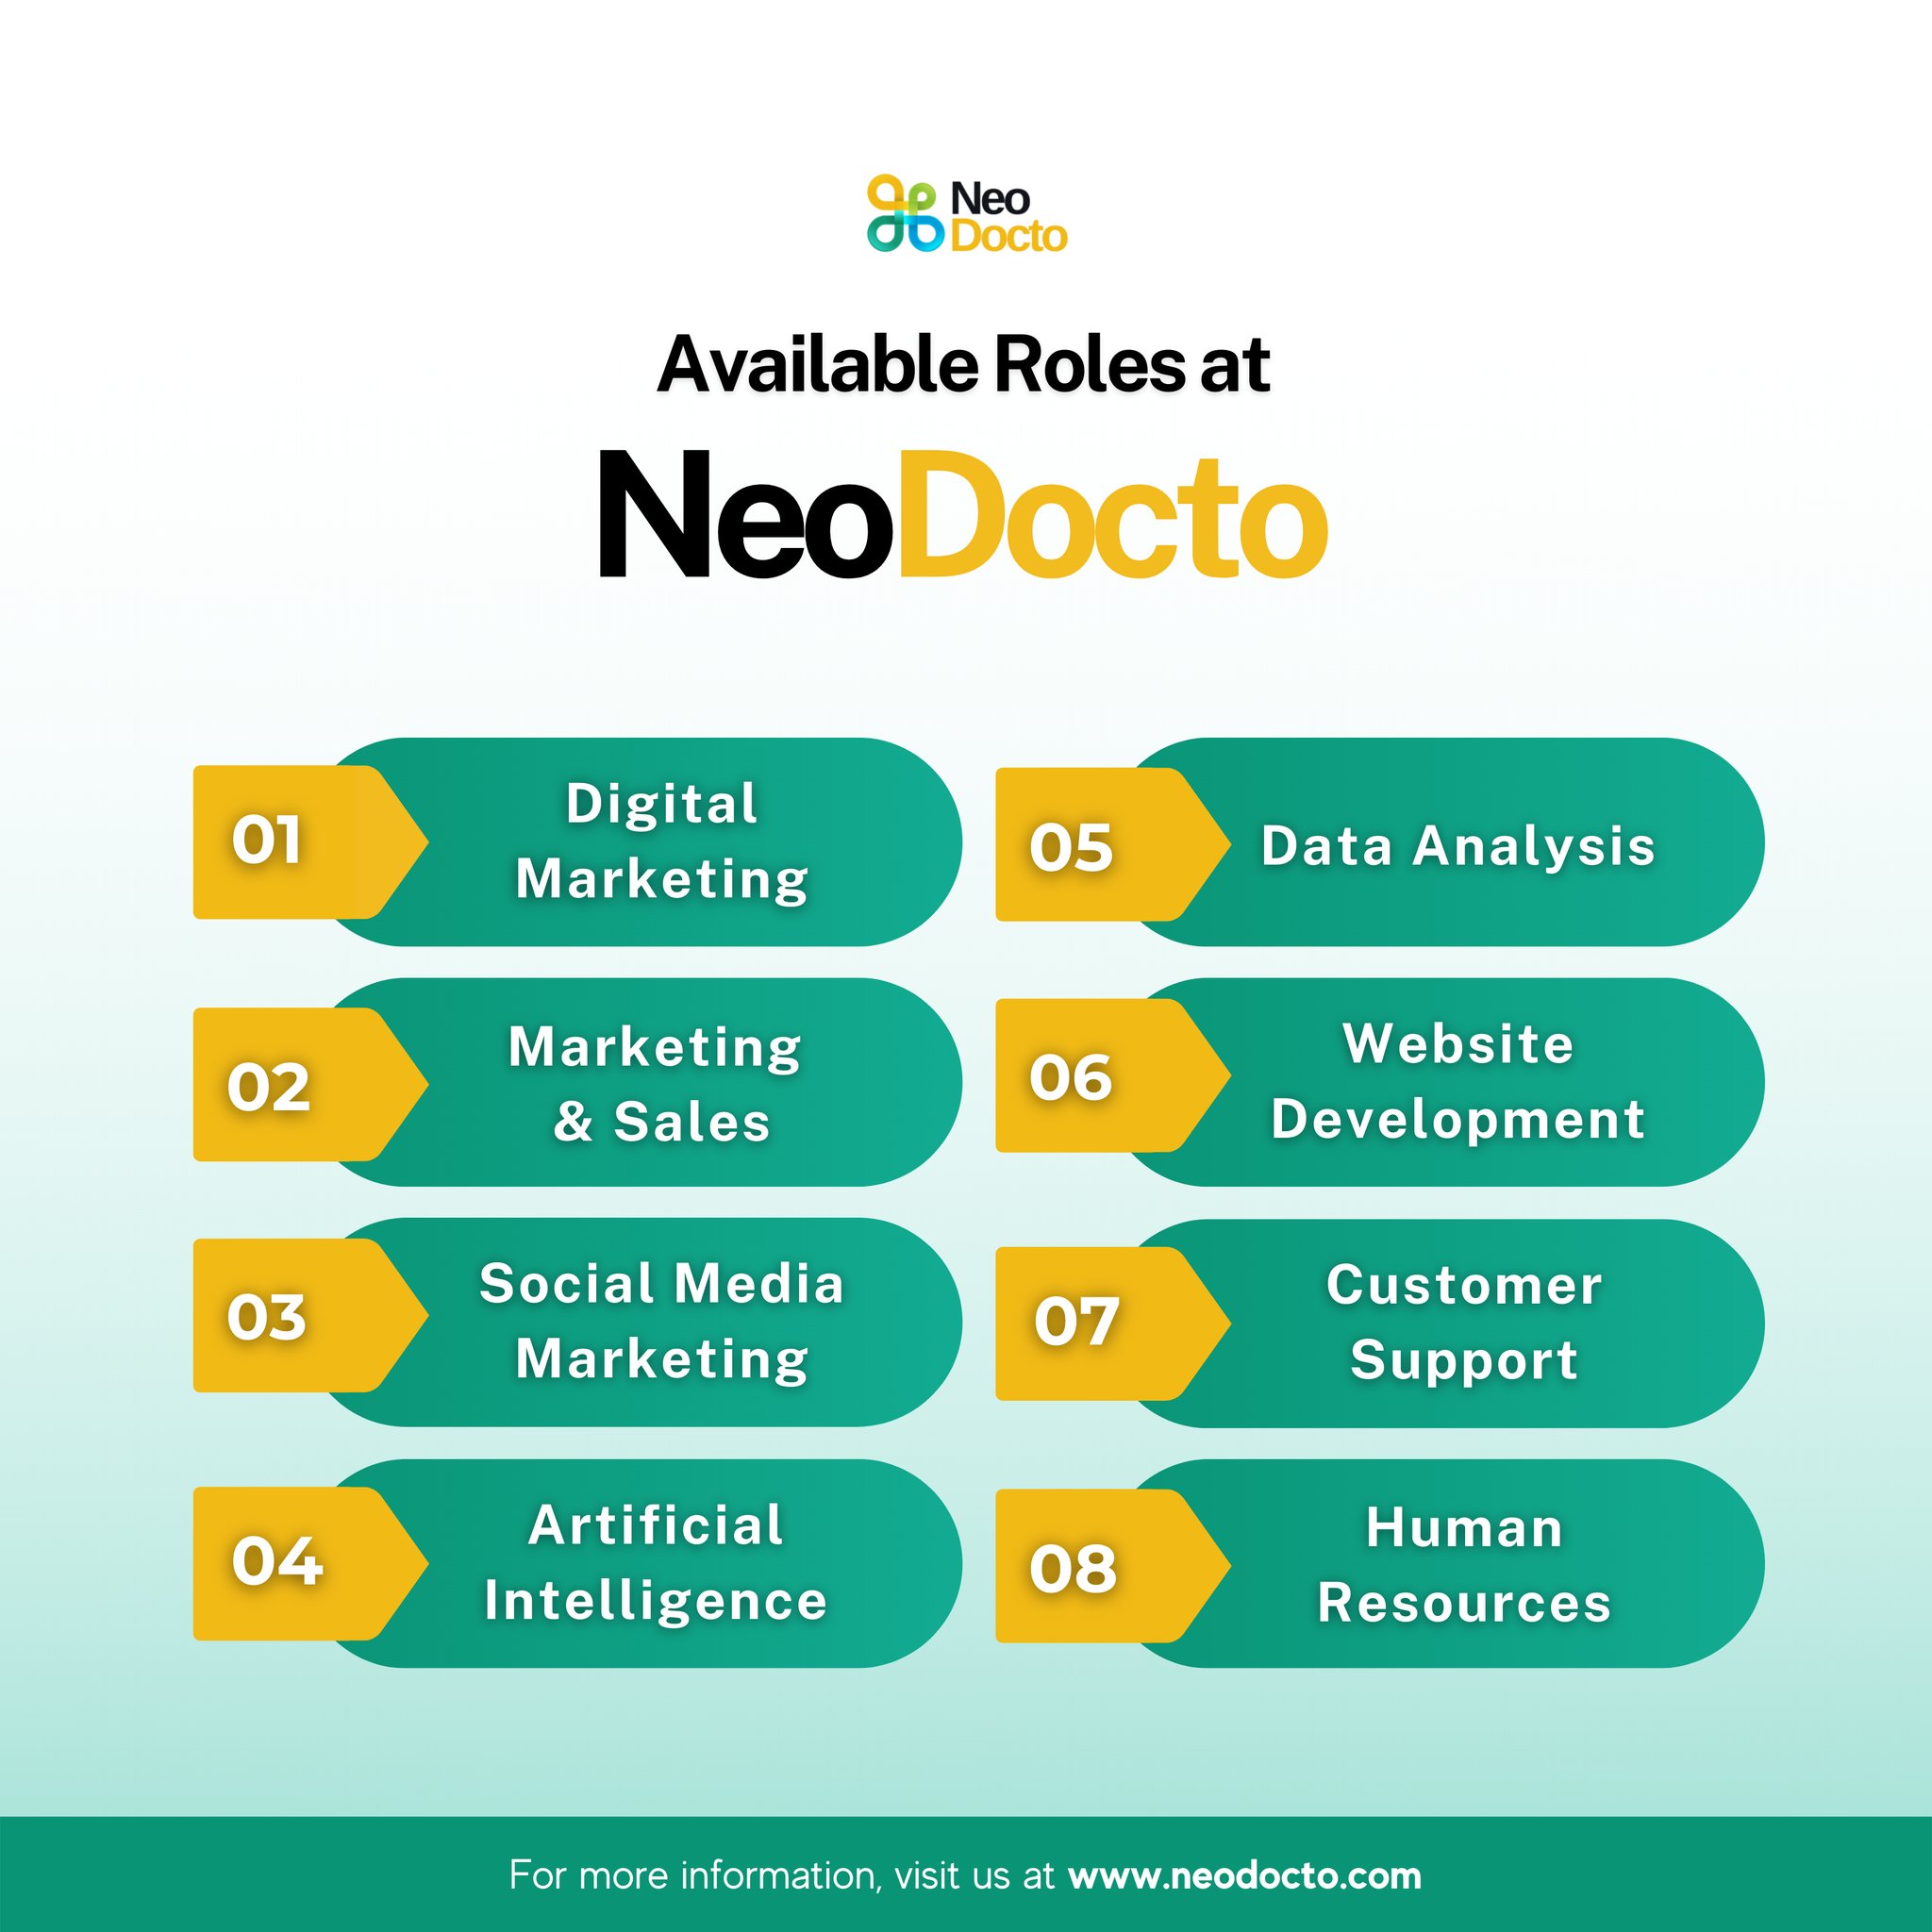 Neo
Docto
Available Roles at
NeoDocto
01
Digital
Marketing
02
Marketing
& Sales
03
Social Media
Marketing
04
Artificial
Intelligence
05
Data Analysis
06
Website
Development
07
Customer
Support
08
Human
Resources
For more information, visit us at www.neodocto.com